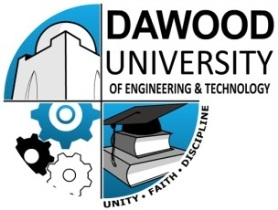 DAWOOD
UNIVERSITY
OF ENGINEERING & TECHNOLOGY
UNITY • FAITH • DISCIPLINE